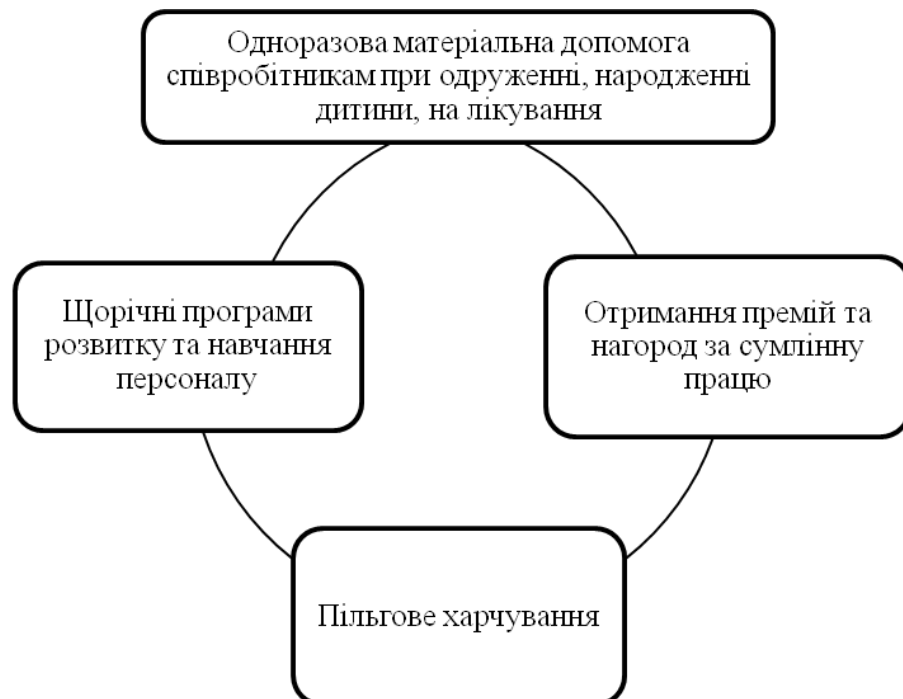 Одноразова матеріальна допомога
співробітникам при одруженні, народженні
дитини, на лікування
Щорічні програми
розвитку та навчання
персоналу
Отримання премій та
нагород за сумлінну
працю
Пільгове харчування